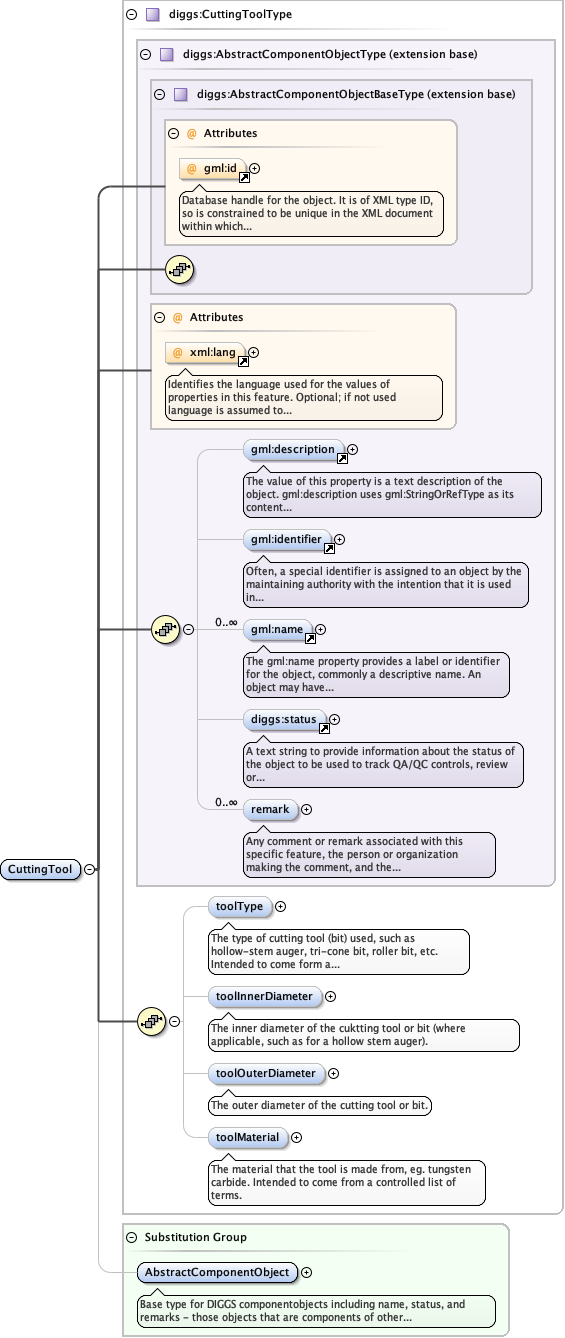 diggs:CuttingToolType
diggs:AbstractComponentObjectType (extension base)
diggs:AbstractComponentObjectBaseType (extension base)
@ Attributes
@ gml:id
Database handle for the object. It is of XML type ID,
so is constrained to be unique in the XML document
within which...
@ Attributes
@ xml:lang
Identifies the language used for the values of
properties in this feature. Optional; if not used
language is assumed to...
gml:description
The value of this property is a text description of the
object. gml:description uses gml:StringOrRefType as its
content...
gml:identifier
Often, a special identifier is assigned to an object by the
maintaining authority with the intention that it is used
in...
0..∞
gml:name
The gml:name property provides a label or identifier
for the object, commonly a descriptive name. An
object may have...
diggs:status
A text string to provide information about the status of
the object to be used to track QA/QC controls, review
or...
0..∞
remark
Any comment or remark associated with this
specific feature, the person or organization
making the comment, and the...
CuttingTool
toolType
The type of cutting tool (bit) used, such as
hollow-stem auger, tri-cone bit, roller bit, etc.
Intended to come form a...
toolInnerDiameter
The inner diameter of the cuktting tool or bit (where
applicable, such as for a hollow stem auger).
toolOuterDiameter
The outer diameter of the cutting tool or bit.
toolMaterial
The material that the tool is made from, eg. tungsten
carbide. Intended to come from a controlled list of
terms.
Substitution Group
AbstractComponentObject
Base type for DIGGS componentobjects including name, status, and
remarks - those objects that are components of other...